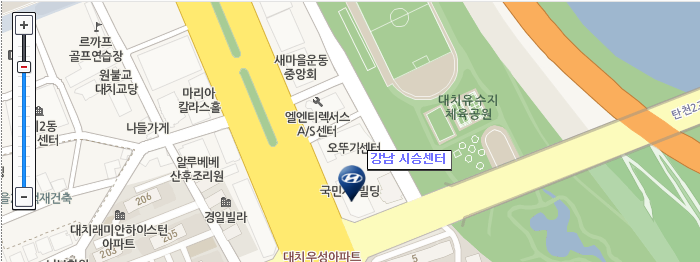 르까프
골프연습장
원불교
대치교당
마리아
칼라스홀
새마을운동
중앙회
엘엔티렉서스
A/S센터
오뚜기센터
대치유수지
체육공원
탄천2
2동
센터
나들가게
알루베베
산후조리원
강남 시승센터
국민 빌딩
재건축
경일빌라
대치래미안하이스턴
아파트
206
205
203
201
대치우성아파트